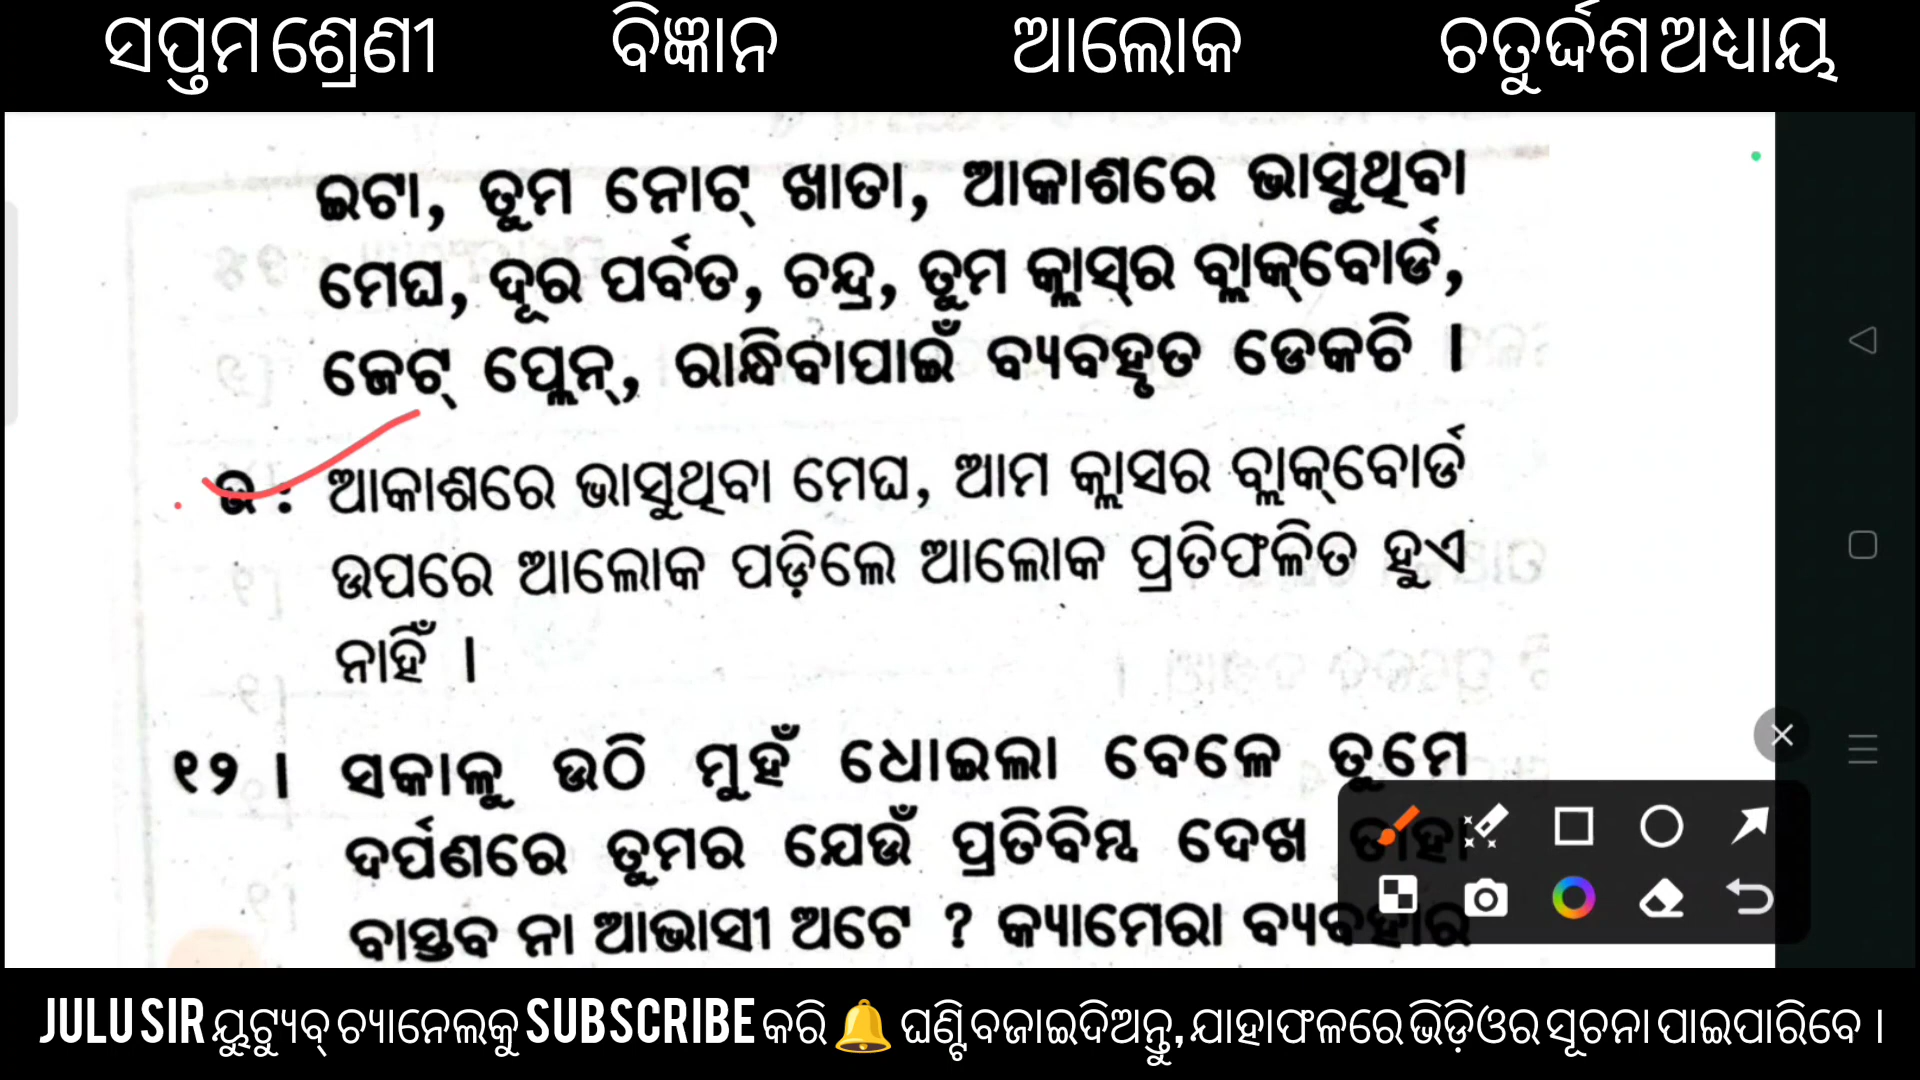 ସପ୍ତମ ଶ୍ରେଣୀ ବିଜ୍ଞାନ ଆଲୋକ ଚତୁର୍ଦ୍ଦଶ ଅଧ୍ୟାୟ
ଇଟା, ତୁମ ନୋଟ୍ ଖାତା, ଆକାଶରେ ଭାସୁଥିବା
ମେଘ, ଦୂର ପର୍ବତ, ଚନ୍ଦ୍ର, ତୁମ କ୍ଲାସ୍‌ର ବ୍ଲାକ୍‌ବୋର୍ଡ,
ଜେଟ୍ ପ୍ଲେନ୍, ରାନ୍ଧିବାପାଇଁ ବ୍ୟବହୃତ ଡେକଚି ।
ଉ : ଆକାଶରେ ଭାସୁଥିବା ମେଘ, ଆମ କ୍ଲାସର ବ୍ଲାକ୍‌ବୋର୍ଡ
ଉପରେ ଆଲୋକ ପଡ଼ିଲେ ଆଲୋକ ପ୍ରତିଫଳିତ ହୁଏ
ନାହିଁ ।
୧୨ । ସକାଳୁ ଉଠି ମୁହଁ ଧୋଇଲା ବେଳେ ତୁମେ
ଦର୍ପଣରେ ତୁମର ଯେଉଁ ପ୍ରତିବିମ୍ବ ଦେଖ ତାହା
ବାସ୍ତବ ନା ଆଭାସୀ ଅଟେ ? କ୍ୟାମେରା ବ୍ୟବହାର
JULU SIR ୟୁଟ୍ୟୁବ୍ ଚ୍ୟାନେଲକୁ SUBSCRIBE କରି 🔔 ଘଣ୍ଟି ବଜାଇଦିଅନ୍ତୁ, ଯାହାଫଳରେ ଭିଡ଼ିଓର ସୂଚନା ପାଇପାରିବେ ।